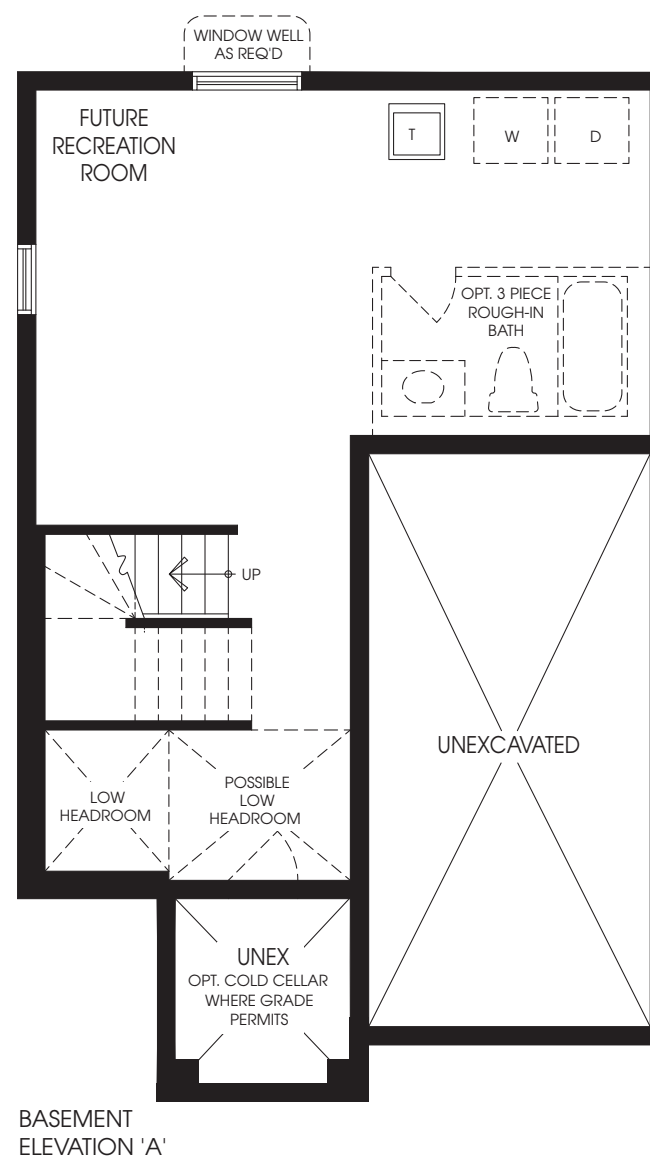 WINDOW WELL
AS REQ'D
FUTURE
RECREATION
ROOM
T
W
D
OPT. 3 PIECE
ROUGH-IN
BATH
UP
UNEXCAVATED
LOW
HEADROOM
POSSIBLE
LOW
HEADROOM
UNEX
OPT. COLD CELLAR
WHERE GRADE
PERMITS
BASEMENT
ELEVATION 'A'